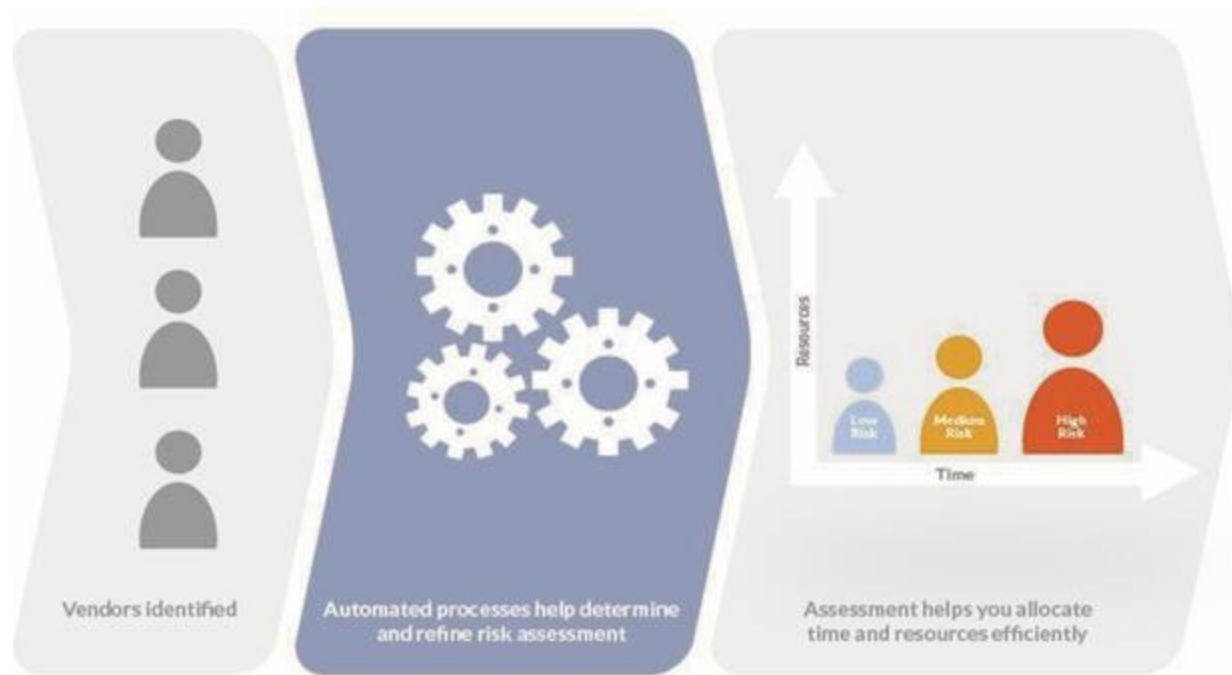 Vendors identified
Automated processes help determine
and refine risk assessment
Resources
Low
Risk
Medium
Risk
High
Risk
Time
Assessment helps you allocate
time and resources efficiently